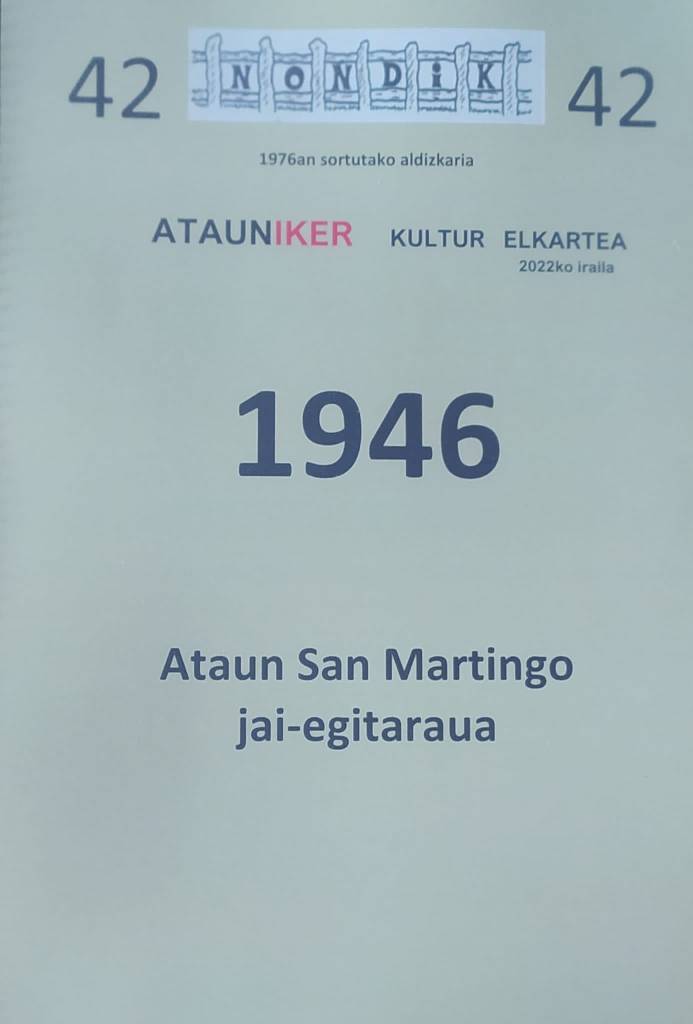 42 NONDiK 42
1976an sortutako aldizkaria
ATAUNIKER KULTUR ELKARTEA
2022ko iraila
1946
Ataun San Martingo
jai-egitaraua